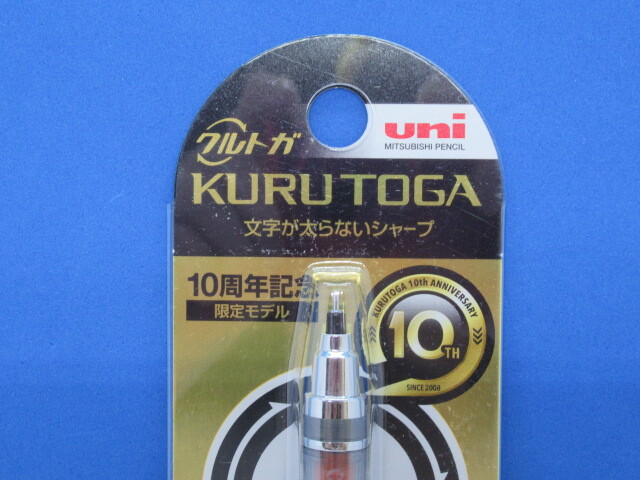 uni
MITSUBISHI PENCIL
クルトガ
KURU TOGA
文字が太らないシャープ
10周年記念
限定モデル
KURUTOGA 10th ANNIVERSARY
10TH
SINCE 2008